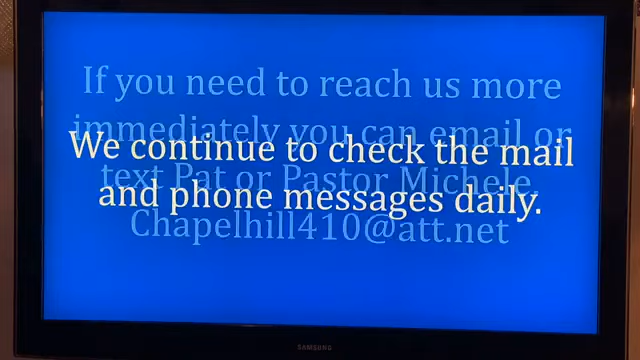 If you need to reach us more
immediately you can email or
We continue to check the mail
text Pat or Pastor Michele.
and phone messages daily.
Chapelhill410@att.net
SAMSUNG